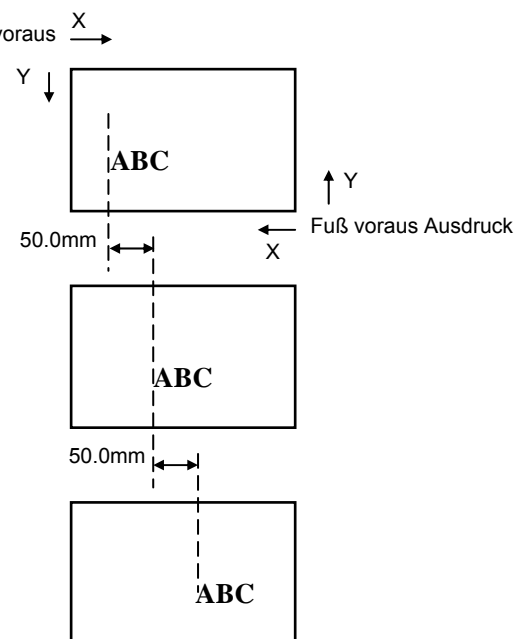 X
voraus
Y
ABC
Y
Fuß voraus Ausdruck
X
50.0mm
ABC
50.0mm
ABC